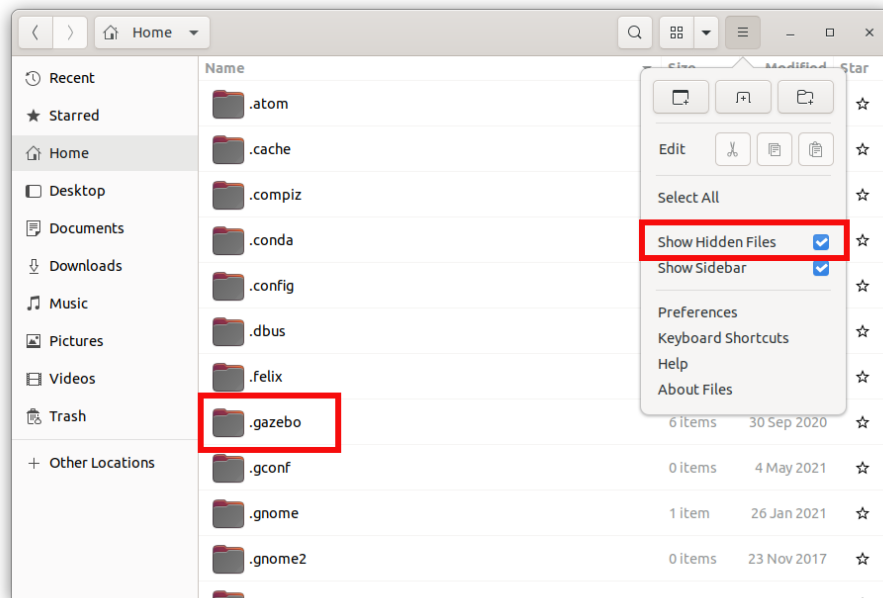 Home
Recent
Starred
Home
Desktop
Documents
Downloads
Music
Pictures
Videos
Trash
Other Locations
Name Size Modified Star
.atom
.cache
.compiz
.conda
.config
.dbus
.felix
.gazebo 6 items 30 Sep 2020
.gconf 0 items 4 May 2021
.gnome 1 item 26 Jan 2021
.gnome2 0 items 23 Nov 2017
Edit
Select All
Show Hidden Files
Show Sidebar
Preferences
Keyboard Shortcuts
Help
About Files